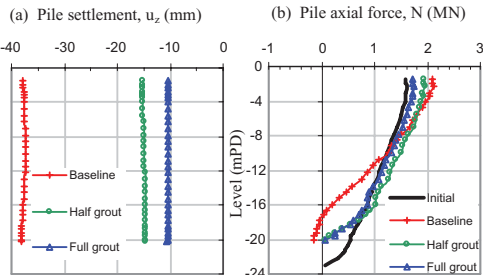 (a) Pile settlement, u_z (mm)
-40 -30 -20 -10 0
Baseline
Half grout
Full grout
(b) Pile axial force, N (MN)
-1 0 1 2 3
Level (mPD)
0
-4
-8
-12
-16
-20
-24
Initial
Baseline
Half grout
Full grout